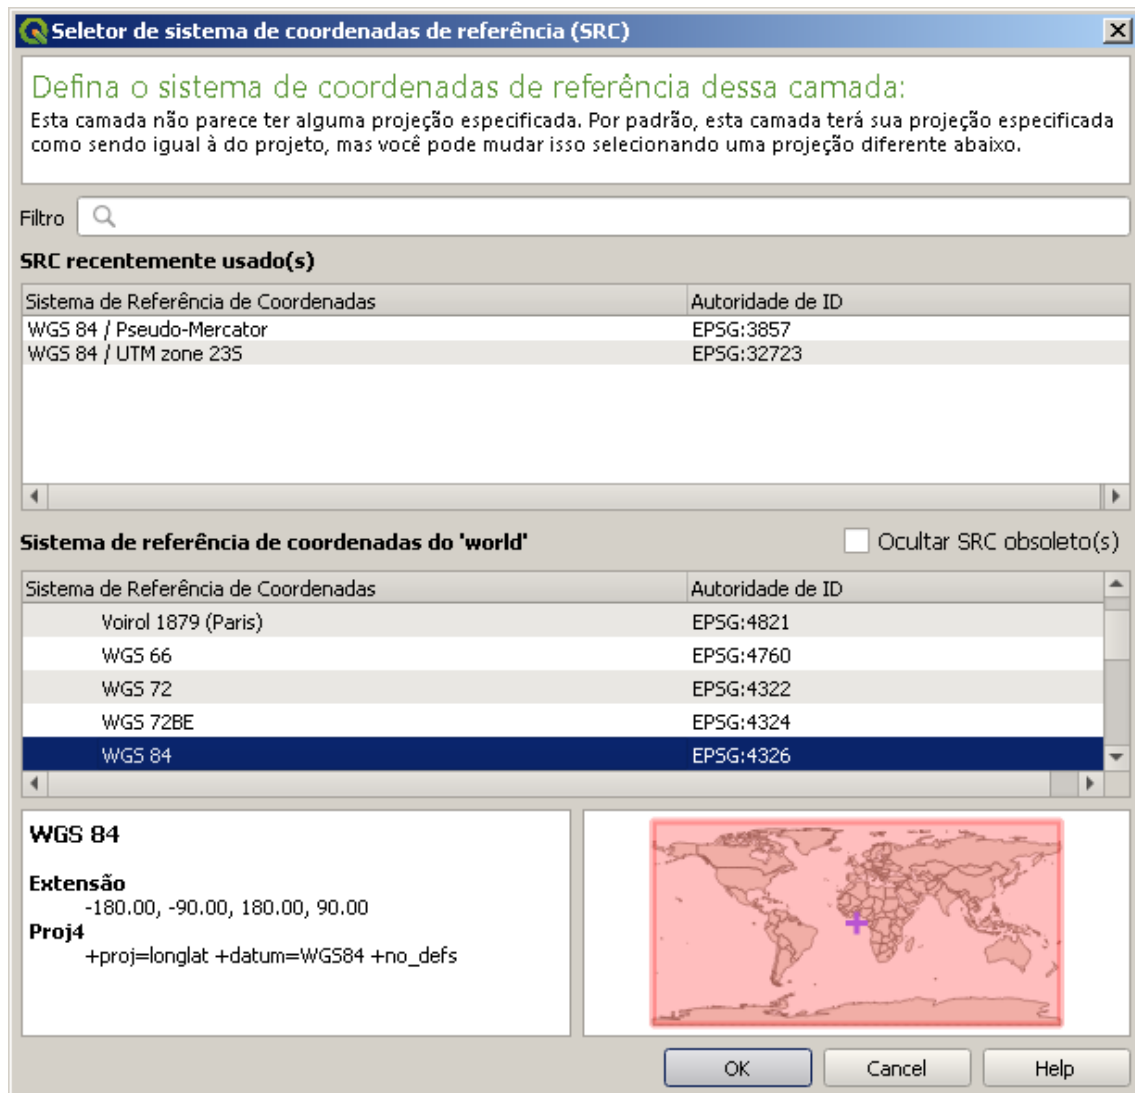 Seletor de sistema de coordenadas de referência (SRC)
Defina o sistema de coordenadas de referência dessa camada:
Esta camada não parece ter alguma projeção especificada. Por padrão, esta camada terá sua projeção especificada
como sendo igual à do projeto, mas você pode mudar isso selecionando uma projeção diferente abaixo.
Filtro
SRC recentemente usado(s)
Sistema de Referência de Coordenadas Autoridade de ID
WGS 84 / Pseudo-Mercator EPSG:3857
WGS 84 / UTM zone 23S EPSG:32723
Sistema de referência de coordenadas do 'world' Ocultar SRC obsoleto(s)
Sistema de Referência de Coordenadas Autoridade de ID
Voirol 1879 (Paris) EPSG:4821
WGS 66 EPSG:4760
WGS 72 EPSG:4322
WGS 72BE EPSG:4324
WGS 84 EPSG:4326
WGS 84
Extensão
-180.00, -90.00, 180.00, 90.00
Proj4
+proj=longlat +datum=WGS84 +no_defs
OK Cancel Help